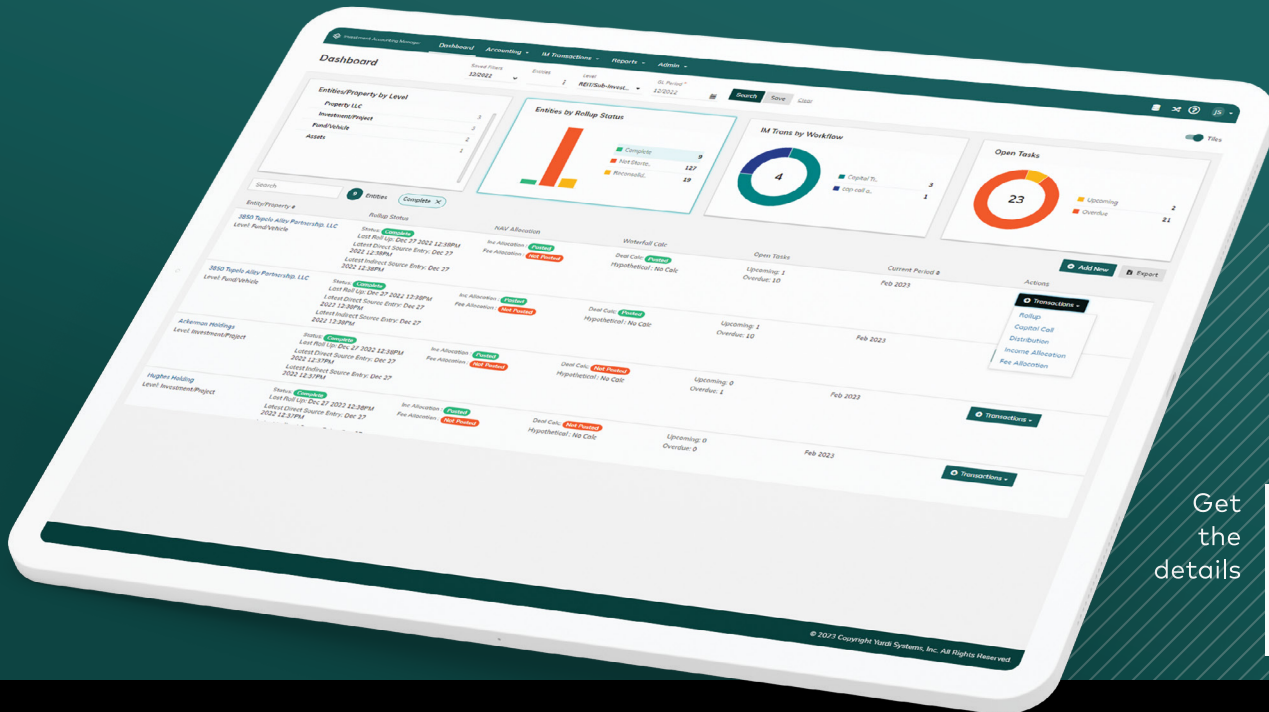 Investment Accounting Manager
Dashboard Accounting IM Transactions Reports Admin
JS
Dashboard
Saved Filters
12/2022
Entities
Level
REIT/Sub-Invest...
GL Period *
12/2022
Search Save Clear
Tiles
Entities/Property by Level
Property LLC 3
Investment/Project 3
Fund/Vehicle 2
Assets 1
Entities by Rollup Status
Complete 9
Not Starte.. 127
Reconsolid.. 19
IM Trans by Workflow
4
Capital Tr.. 3
cap call a.. 1
Open Tasks
23
Upcoming 2
Overdue 21
Search
9 Entities Complete X
Add New Export
Entity/Property # Rollup Status NAV Allocation Waterfall Calc Open Tasks Current Period # Actions
3850 Tupelo Alley Partnership, LLC
Level: Fund/Vehicle
Status: Complete
Last Roll Up: Dec 27 2022 12:38PM
Latest Direct Source Entry: Dec 27
2022 12:38PM
Latest Indirect Source Entry: Dec 27
2022 12:38PM
Inc Allocation : Posted
Fee Allocation : Not Posted
Deal Calc: Posted
Hypothetical : No Calc
Upcoming: 1
Overdue: 10
Feb 2023
Transactions
Rollup
Capital Call
Distribution
Income Allocation
Fee Allocation
3850 Tupelo Alley Partnership, LLC
Level: Fund/Vehicle
Status: Complete
Last Roll Up: Dec 27 2022 12:38PM
Latest Direct Source Entry: Dec 27
2022 12:38PM
Latest Indirect Source Entry: Dec 27
2022 12:38PM
Inc Allocation : Posted
Fee Allocation : Not Posted
Deal Calc: Posted
Hypothetical : No Calc
Upcoming: 1
Overdue: 10
Feb 2023
Ackerman Holdings
Level: Investment/Project
Status: Complete
Last Roll Up: Dec 27 2022 12:38PM
Latest Direct Source Entry: Dec 27
2022 12:37PM
Latest Indirect Source Entry: Dec 27
2022 12:37PM
Inc Allocation : Posted
Fee Allocation : Not Posted
Deal Calc: Not Posted
Hypothetical : No Calc
Upcoming: 0
Overdue: 1
Feb 2023
Transactions
Hughes Holding
Level: Investment/Project
Status: Complete
Last Roll Up: Dec 27 2022 12:38PM
Latest Direct Source Entry: Dec 27
2022 12:37PM
Inc Allocation : Posted
Fee Allocation : Not Posted
Deal Calc: Not Posted
Hypothetical : No Calc
Upcoming: 0
Overdue: 0
Feb 2023
Transactions
© 2023 Copyright Yardi Systems, Inc. All Rights Reserved
Get
the
details